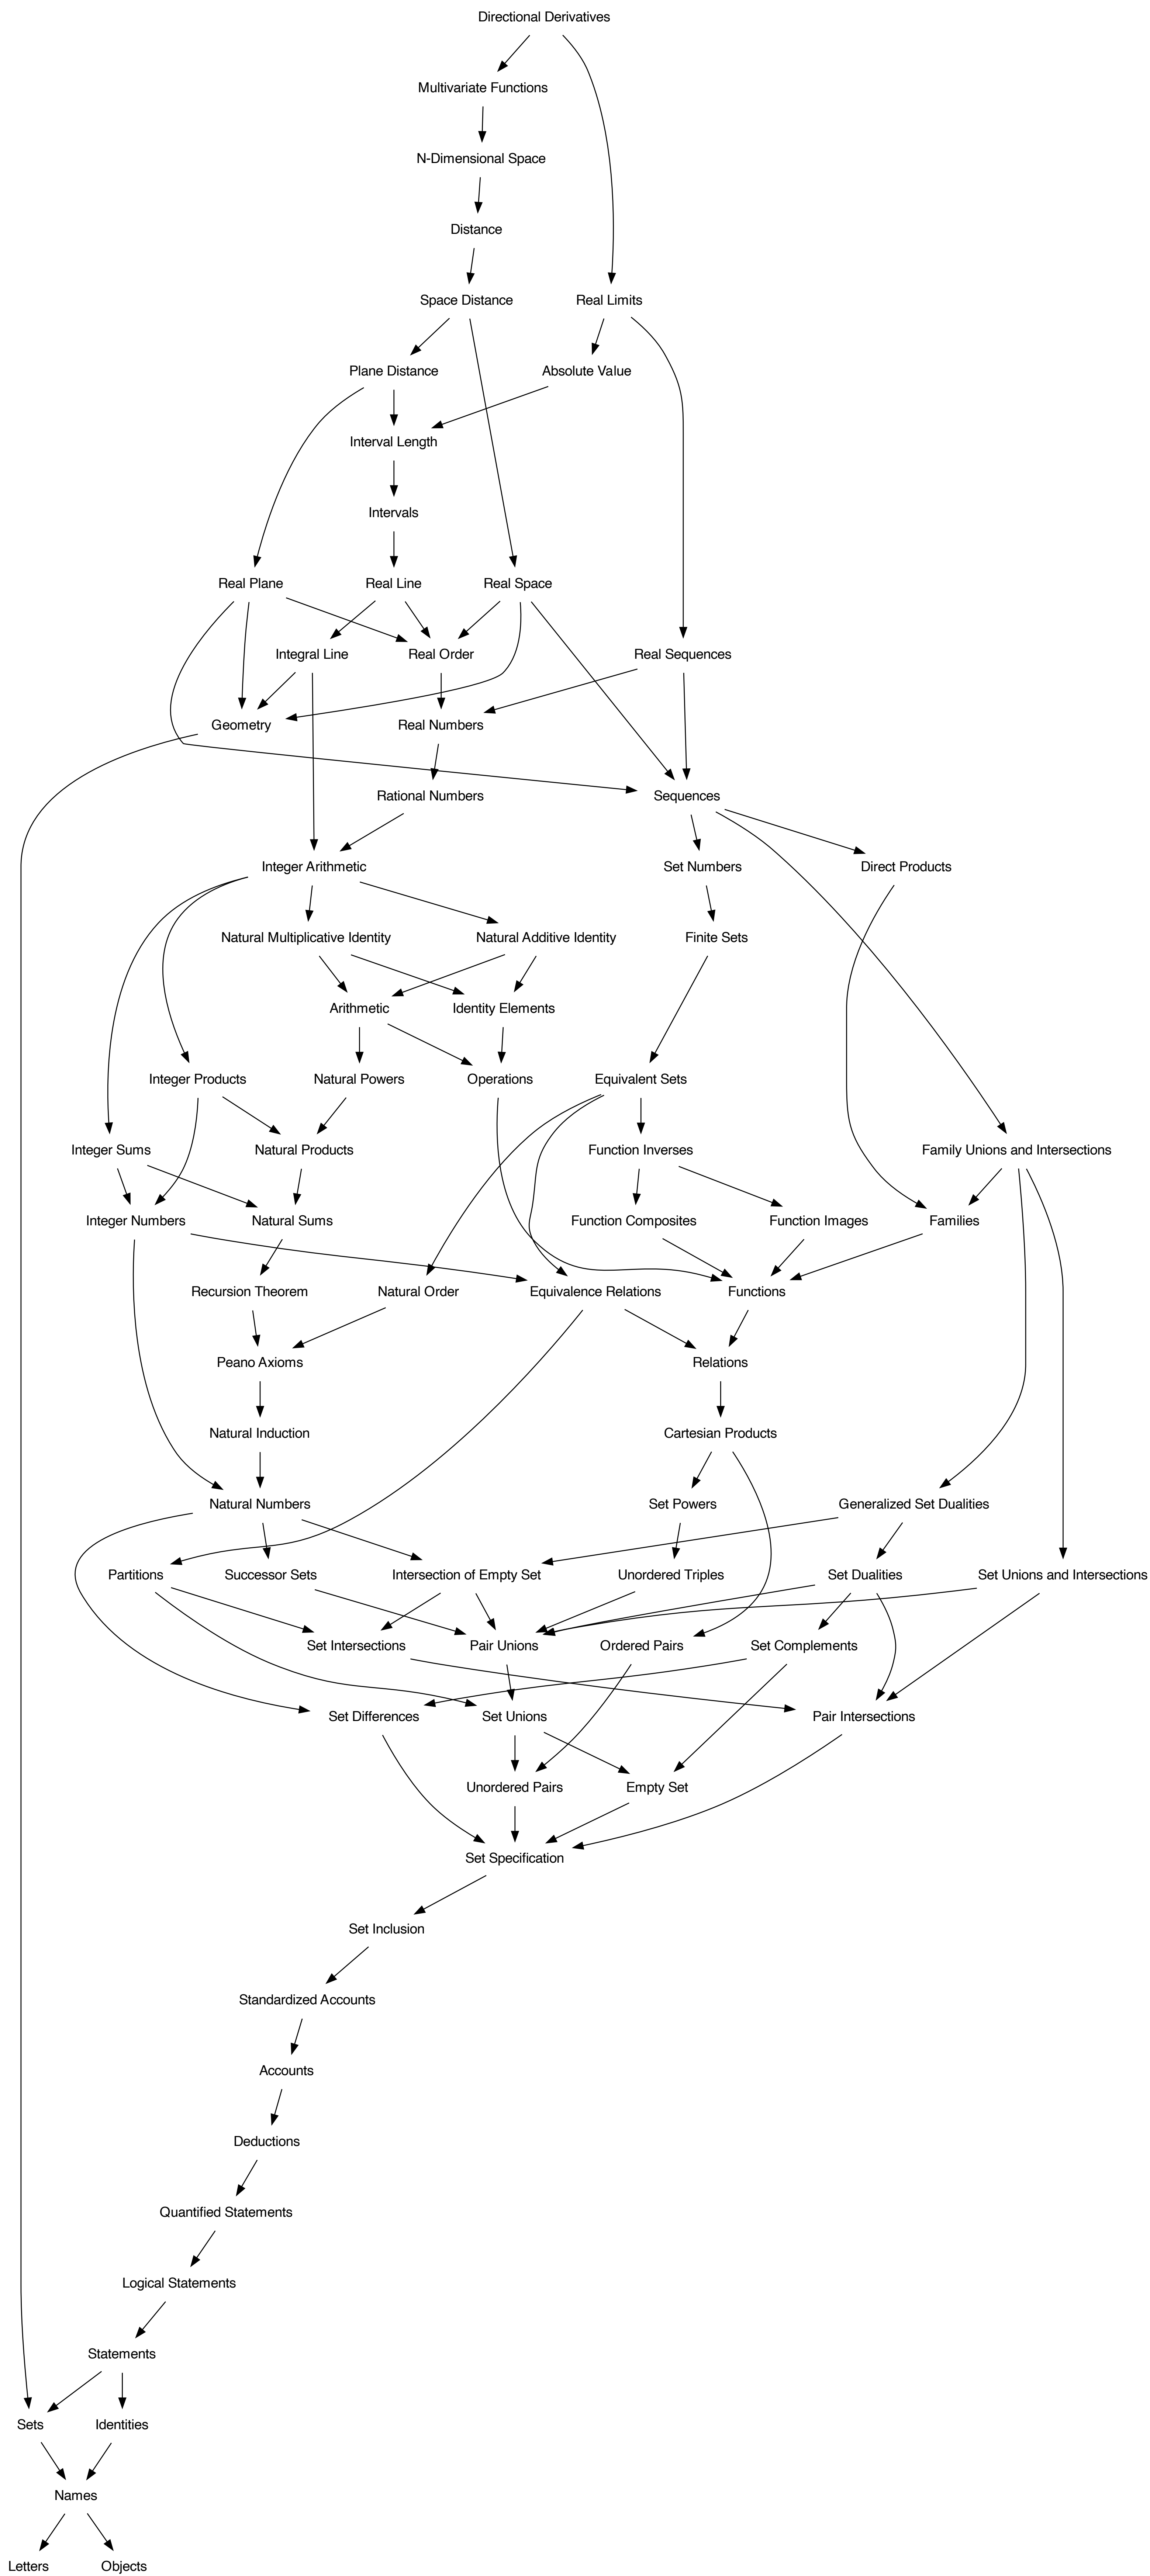 Directional Derivatives
Multivariate Functions
N-Dimensional Space
Distance
Space Distance
Real Limits
Plane Distance
Absolute Value
Interval Length
Intervals
Real Plane
Real Line
Real Space
Integral Line
Real Order
Real Sequences
Geometry
Real Numbers
Rational Numbers
Sequences
Integer Arithmetic
Set Numbers
Direct Products
Natural Multiplicative Identity
Natural Additive Identity
Finite Sets
Arithmetic
Identity Elements
Integer Products
Natural Powers
Operations
Equivalent Sets
Integer Sums
Natural Products
Function Inverses
Family Unions and Intersections
Integer Numbers
Natural Sums
Function Composites
Function Images
Families
Recursion Theorem
Natural Order
Equivalence Relations
Functions
Peano Axioms
Relations
Natural Induction
Cartesian Products
Natural Numbers
Set Powers
Generalized Set Dualities
Partitions
Successor Sets
Intersection of Empty Set
Unordered Triples
Set Dualities
Set Unions and Intersections
Set Intersections
Pair Unions
Ordered Pairs
Set Complements
Set Differences
Set Unions
Pair Intersections
Unordered Pairs
Empty Set
Set Specification
Set Inclusion
Standardized Accounts
Accounts
Deductions
Quantified Statements
Logical Statements
Statements
Sets
Identities
Names
Letters
Objects